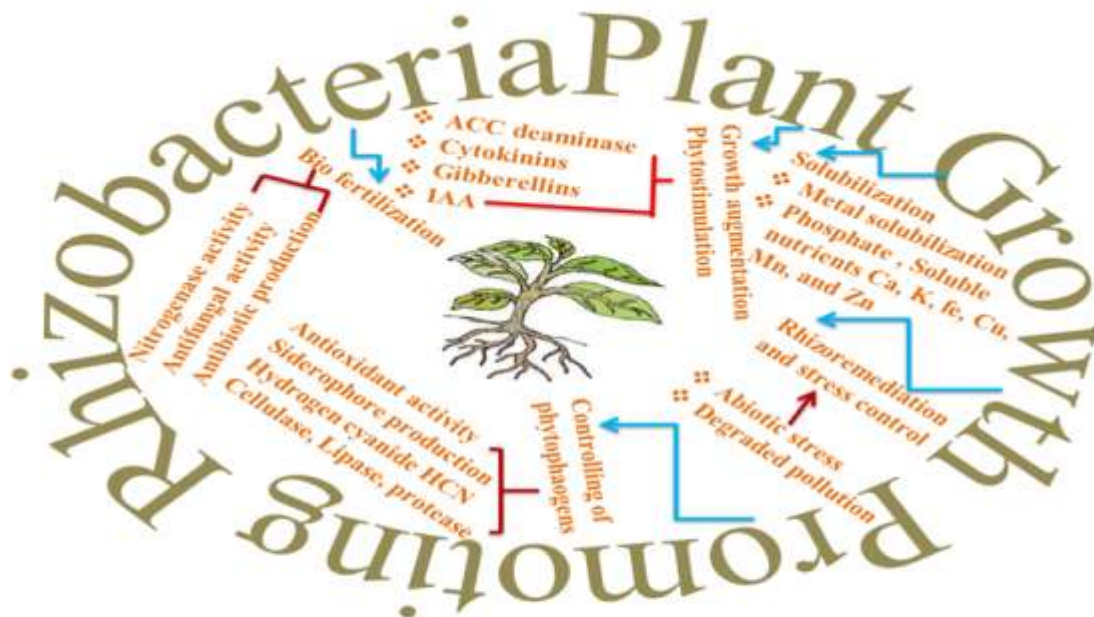 Plant Growth Promoting Rhizobacteria
ACC deaminase
Cytokinins
Gibberellins
IAA
Growth augmentation
Phytostimulation
Solubilization
Metal solubilization
Phosphate , Soluble
nutrients Ca, K, fe, Cu,
Mn, and Zn
Rhizoremediation
and stress control
Abiotic stress
Degraded pollution
Controlling of
phytophaogens
Antioxidant activity
Siderophore production
Hydrogen cyanide HCN
Cellulase, Lipase, protease
Bio fertilization
Nitrogenase activity
Antifungal activity
Antibiotic production